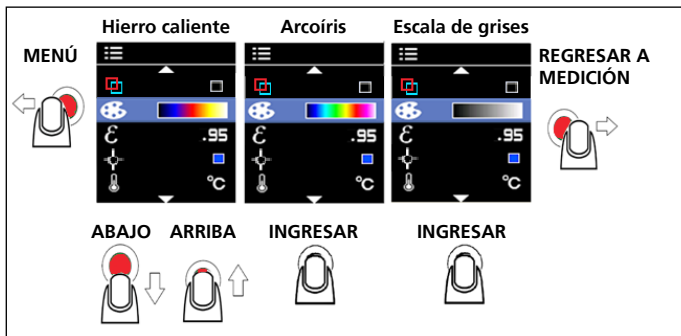 Hierro caliente
Arcoíris
Escala de grises
MENÚ
REGRESAR A
MEDICIÓN
ε .95
°C
ε .95
°C
ε .95
°C
ABAJO
ARRIBA
INGRESAR
INGRESAR